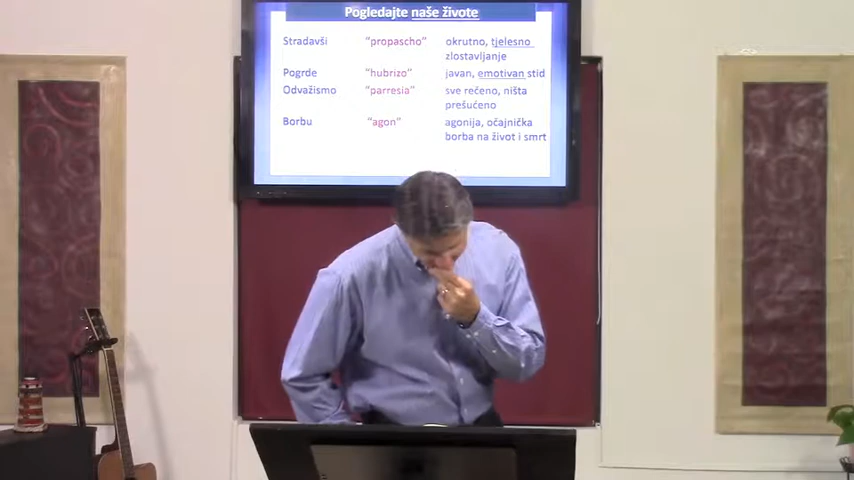 Pogledajte naše živote
Stradavši "propascho" okrutno, tjelesno
zlostavljanje
Pogrde "hubrizo" javan, emotivan stid
Odvažismo "parresia" sve rečeno, ništa
prešućeno
Borbu "agon" agonija, očajnička
borba na život i smrt